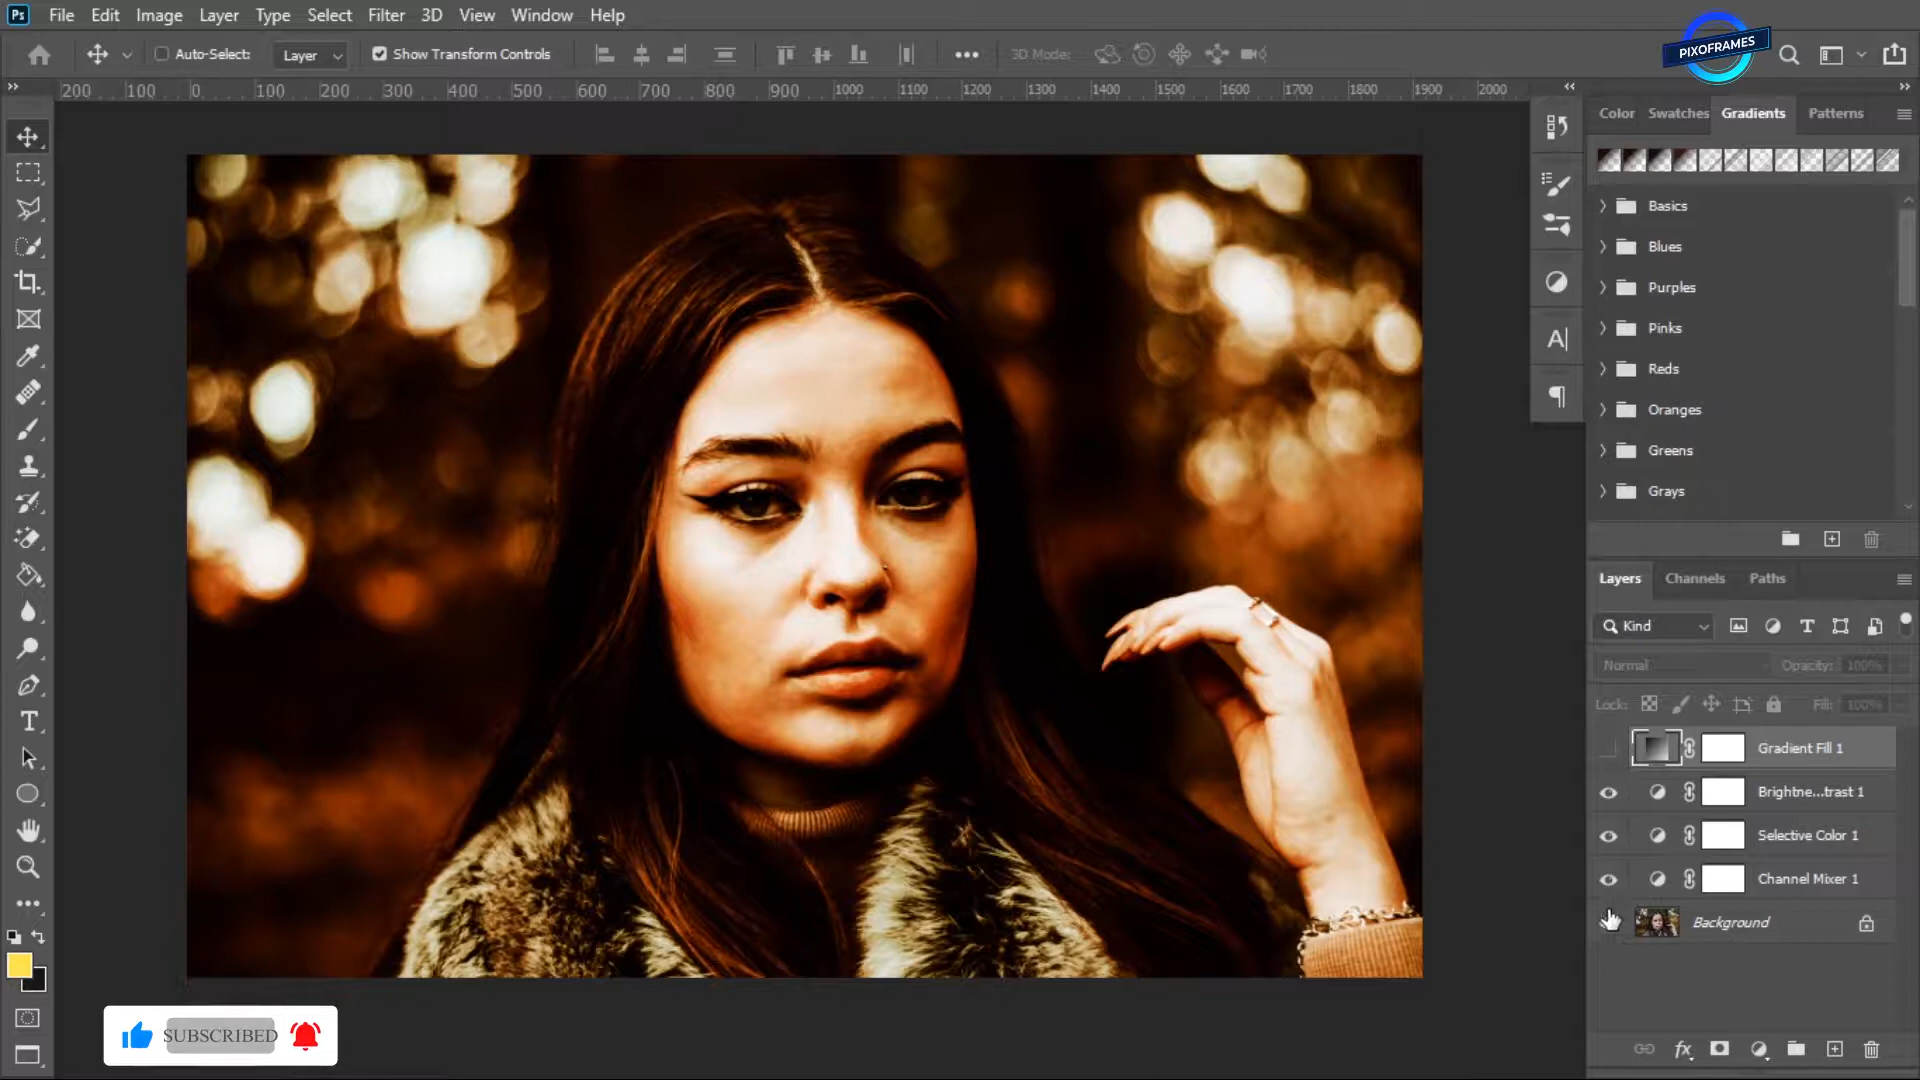 Ps File Edit Image Layer Type Select Filter 3D View Window Help
Auto-Select: Layer Show Transform Controls 3D Mode:
PIXOFRAMES
200 100 0 100 200 300 400 500 600 700 800 900 1000 1100 1200 1300 1400 1500 1600 1700 1800 1900 2000
Color Swatches Gradients Patterns
Basics
Blues
Purples
Pinks
Reds
Oranges
Greens
Grays
Layers Channels Paths
Kind
Normal Opacity: 100%
Lock: Fill: 100%
Gradient Fill 1
Brightne...trast 1
Selective Color 1
Channel Mixer 1
Background
SUBSCRIBED